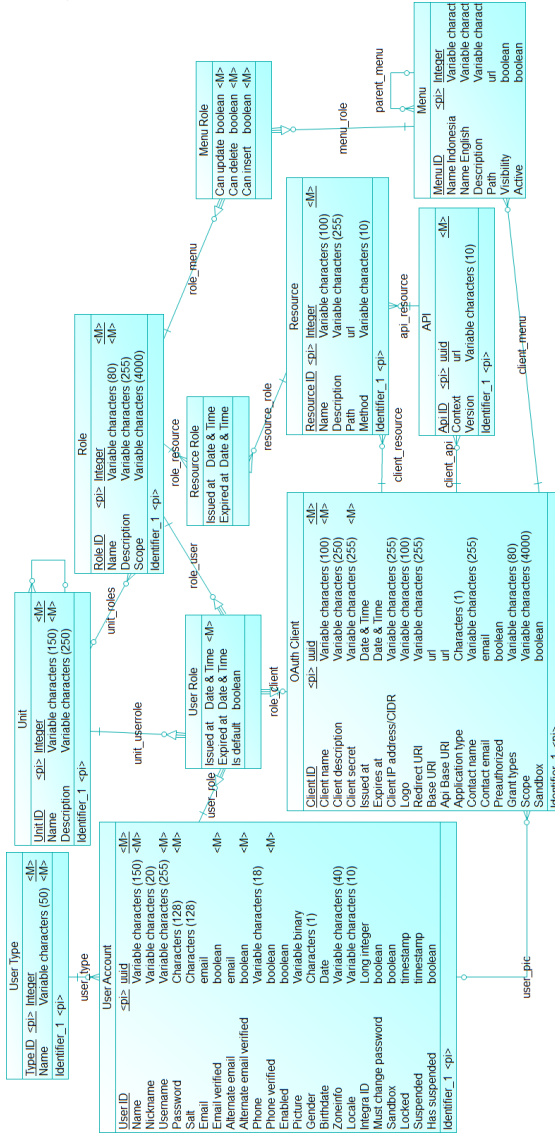 User Type
Type ID <pi> Integer <M>
Name Variable characters (50) <M>
Identifier_1 <pi>
user_type
User Account
User ID <pi> uuid <M>
Name Variable characters (150) <M>
Nickname Variable characters (20)
Username Variable characters (255) <M>
Password Characters (128) <M>
Salt Characters (128)
Email email
Email verified boolean <M>
Alternate email email
Alternate email verified boolean <M>
Phone Variable characters (18)
Phone verified boolean <M>
Enabled boolean
Picture Variable binary
Gender Characters (1)
Birthdate Date
Zoneinfo Variable characters (40)
Locale Variable characters (10)
Integra ID Long integer
Must change password boolean
Sandbox boolean
Locked timestamp
Suspended timestamp
Has suspended boolean
Identifier_1 <pi>
Unit
Unit ID <pi> Integer <M>
Name Variable characters (150) <M>
Description Variable characters (250)
Identifier_1 <pi>
unit_roles
unit_userrole
user_role
User Role
Issued at Date & Time <M>
Expired at Date & Time
Is default boolean
role_user
role_client
Role
Role ID <pi> Integer <M>
Name Variable characters (80) <M>
Description Variable characters (255)
Scope Variable characters (4000)
Identifier_1 <pi>
role_resource
Resource Role
Issued at Date & Time
Expired at Date & Time
resource_role
role_menu
Menu Role
Can update boolean <M>
Can delete boolean <M>
Can insert boolean <M>
menu_role
OAuth Client
Client ID <pi> uuid <M>
Client name Variable characters (100) <M>
Client description Variable characters (250)
Client secret Variable characters (255) <M>
Issued at Date & Time
Expires at Date & Time
Client IP address/CIDR Variable characters (255)
Logo Variable characters (100)
Redirect URI Variable characters (255)
Base URI url
Api Base URI url
Application type Characters (1)
Contact name Variable characters (255)
Contact email email
Preauthorized boolean
Grant types Variable characters (80)
Scope Variable characters (4000)
Sandbox boolean
Identifier_1 <pi>
user_pic
Resource
Resource ID <pi> Integer <M>
Name Variable characters (100)
Description Variable characters (255)
Path url
Method Variable characters (10)
Identifier_1 <pi>
client_resource
api_resource
API
Api ID <pi> uuid <M>
Context url
Version Variable characters (10)
Identifier_1 <pi>
client_api
client_menu
parent_menu
Menu
Menu ID <pi> Integer
Name Indonesia Variable charact
Name English Variable charact
Description Variable charact
Path url
Visibility boolean
Active boolean